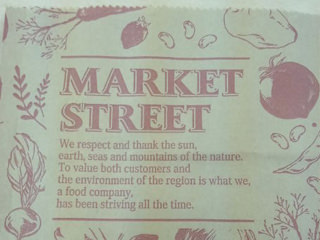 MARKET
STREET
We respect and thank the sun,
earth, seas and mountains of the nature.
To value both customers and
the environment of the region is what we,
a food company,
has been striving all the time.